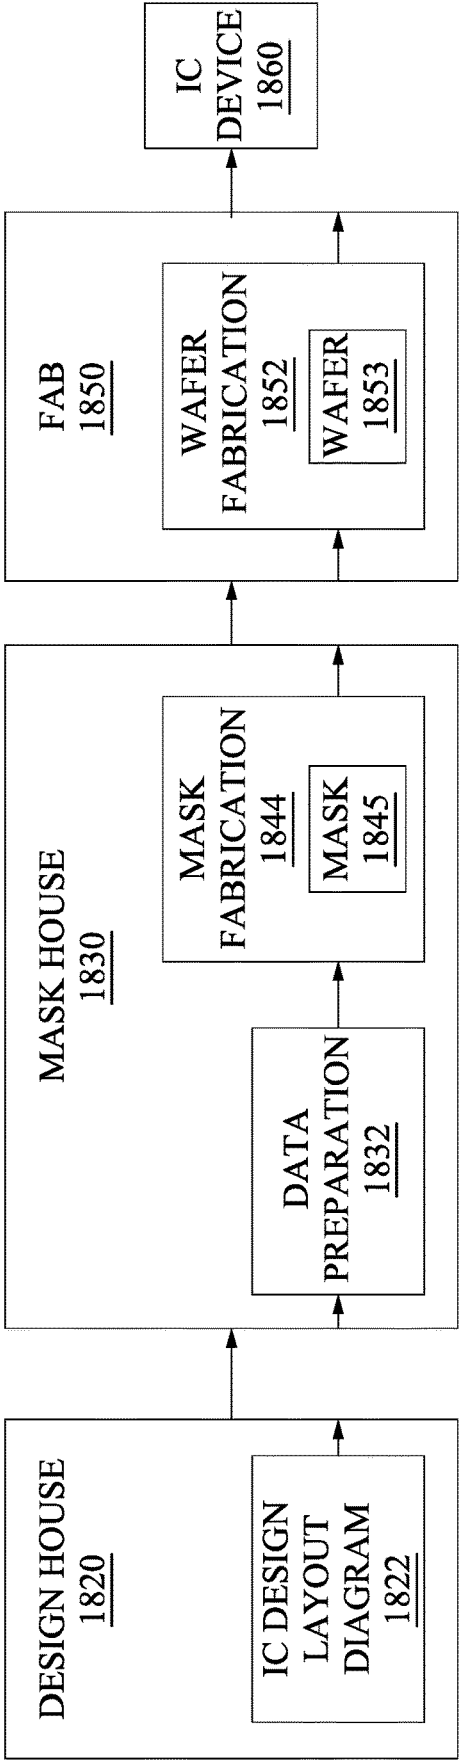 DESIGN HOUSE
1820
IC DESIGN
LAYOUT
DIAGRAM
1822
MASK HOUSE
1830
DATA
PREPARATION
1832
MASK
FABRICATION
1844
MASK
1845
FAB
1850
WAFER
FABRICATION
1852
WAFER
1853
IC
DEVICE
1860